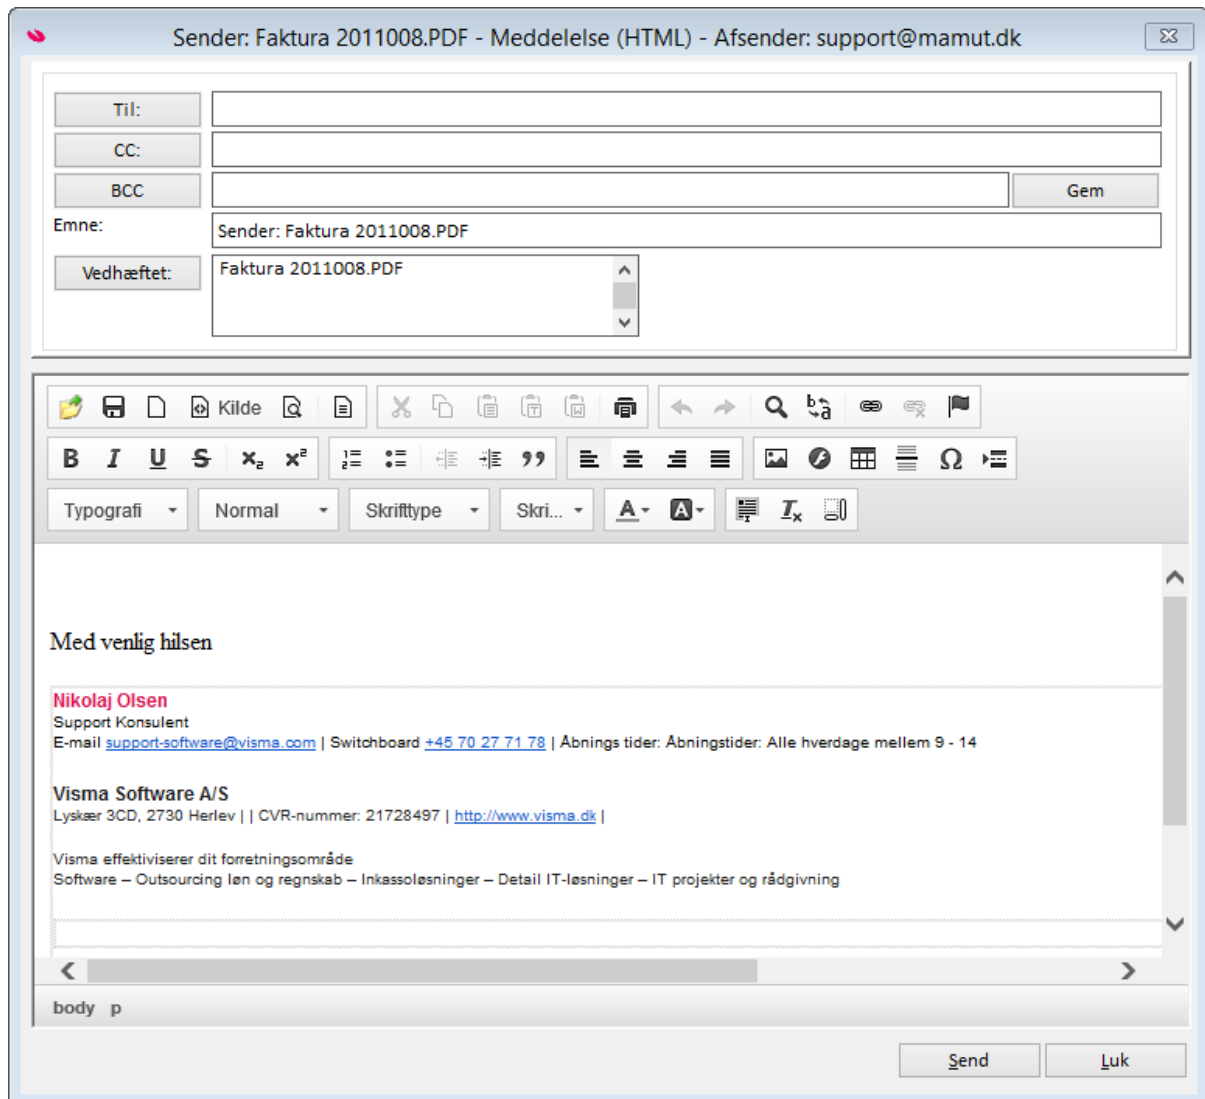 Sender: Faktura 2011008.PDF - Meddelelse (HTML) - Afsender: support@mamut.dk
Til:
CC:
BCC
Gem
Emne:
Sender: Faktura 2011008.PDF
Vedhæftet:
Faktura 2011008.PDF
Kilde
B I U S x₂ x²
Typografi
Normal
Skrifttype
Skri...
Med venlig hilsen
Nikolaj Olsen
Support Konsulent
E-mail support-software@visma.com | Switchboard +45 70 27 71 78 | Åbnings tider: Åbningstider: Alle hverdage mellem 9 - 14
Visma Software A/S
Lyskær 3CD, 2730 Herlev | | CVR-nummer: 21728497 | http://www.visma.dk |
Visma effektiviserer dit forretningsområde
Software – Outsourcing løn og regnskab – Inkassoløsninger – Detail IT-løsninger – IT projekter og rådgivning
body p
Send
Luk